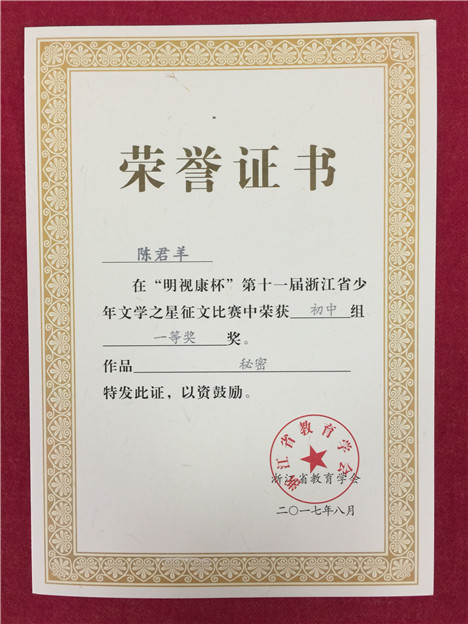 荣誉证书
陈君羊
在“明视康杯”第十一届浙江省少
年文学之星征文比赛中荣获 初中 组
一等奖 奖。
作品 秘密
特发此证，以资鼓励。
浙江省教育学会
浙江省教育学会
二〇一七年八月